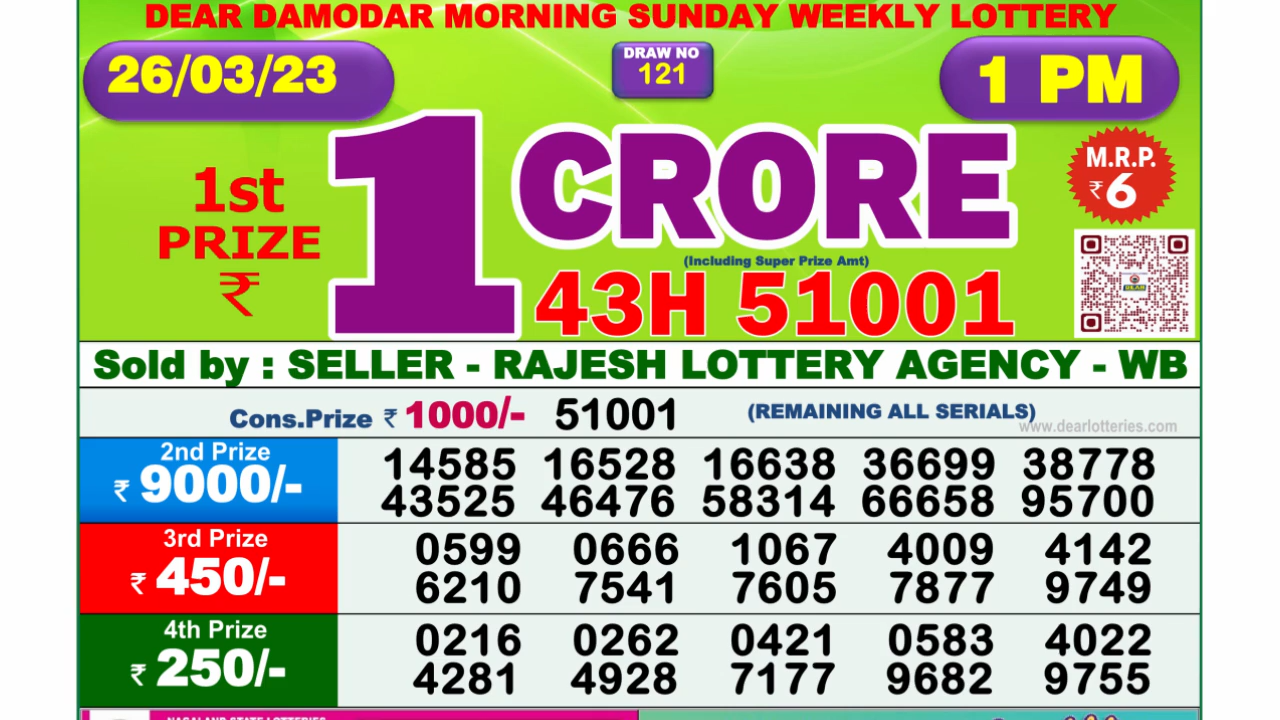 DEAR DAMODAR MORNING SUNDAY WEEKLY LOTTERY
26/03/23
DRAW NO
121
1 PM
1st
PRIZE
₹
1 CRORE
(Including Super Prize Amt)
43H 51001
M.R.P.
₹6
Sold by : SELLER - RAJESH LOTTERY AGENCY - WB
Cons.Prize ₹ 1000/- 51001 (REMAINING ALL SERIALS)
www.dearlotteries.com
2nd Prize
₹ 9000/-
14585 16528 16638 36699 38778
43525 46476 58314 66658 95700
3rd Prize
₹ 450/-
0599 0666 1067 4009 4142
6210 7541 7605 7877 9749
4th Prize
₹ 250/-
0216 0262 0421 0583 4022
4281 4928 7177 9682 9755
NAGALAND STATE LOTTERIES